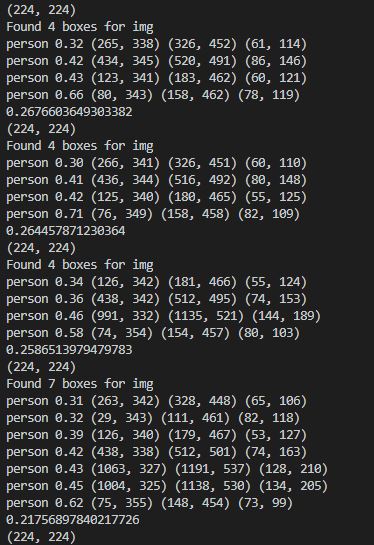 (224, 224)
Found 4 boxes for img
person 0.32 (265, 338) (326, 452) (61, 114)
person 0.42 (434, 345) (520, 491) (86, 146)
person 0.43 (123, 341) (183, 462) (60, 121)
person 0.66 (80, 343) (158, 462) (78, 119)
0.2676603649303382
(224, 224)
Found 4 boxes for img
person 0.30 (266, 341) (326, 451) (60, 110)
person 0.41 (436, 344) (516, 492) (80, 148)
person 0.42 (125, 340) (180, 465) (55, 125)
person 0.71 (76, 349) (158, 458) (82, 109)
0.264457871230364
(224, 224)
Found 4 boxes for img
person 0.34 (126, 342) (181, 466) (55, 124)
person 0.36 (438, 342) (512, 495) (74, 153)
person 0.46 (991, 332) (1135, 521) (144, 189)
person 0.58 (74, 354) (154, 457) (80, 103)
0.2586513979479783
(224, 224)
Found 7 boxes for img
person 0.31 (263, 342) (328, 448) (65, 106)
person 0.32 (29, 343) (111, 461) (82, 118)
person 0.39 (126, 340) (179, 467) (53, 127)
person 0.42 (438, 338) (512, 501) (74, 163)
person 0.43 (1063, 327) (1191, 537) (128, 210)
person 0.45 (1004, 325) (1138, 530) (134, 205)
person 0.62 (75, 355) (148, 454) (73, 99)
0.21756897840217726
(224, 224)